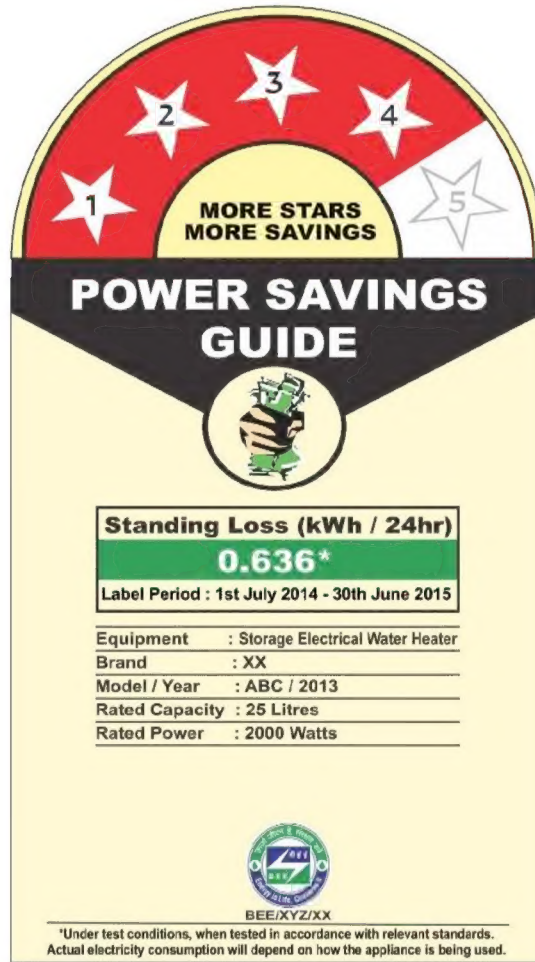 1
2
3
4
5
MORE STARS
MORE SAVINGS
POWER SAVINGS
GUIDE
Standing Loss (kWh / 24hr)
0.636*
Label Period : 1st July 2014 - 30th June 2015
Equipment : Storage Electrical Water Heater
Brand : XX
Model / Year : ABC / 2013
Rated Capacity : 25 Litres
Rated Power : 2000 Watts
BEE
BEE/XYZ/XX
*Under test conditions, when tested in accordance with relevant standards.
Actual electricity consumption will depend on how the appliance is being used.